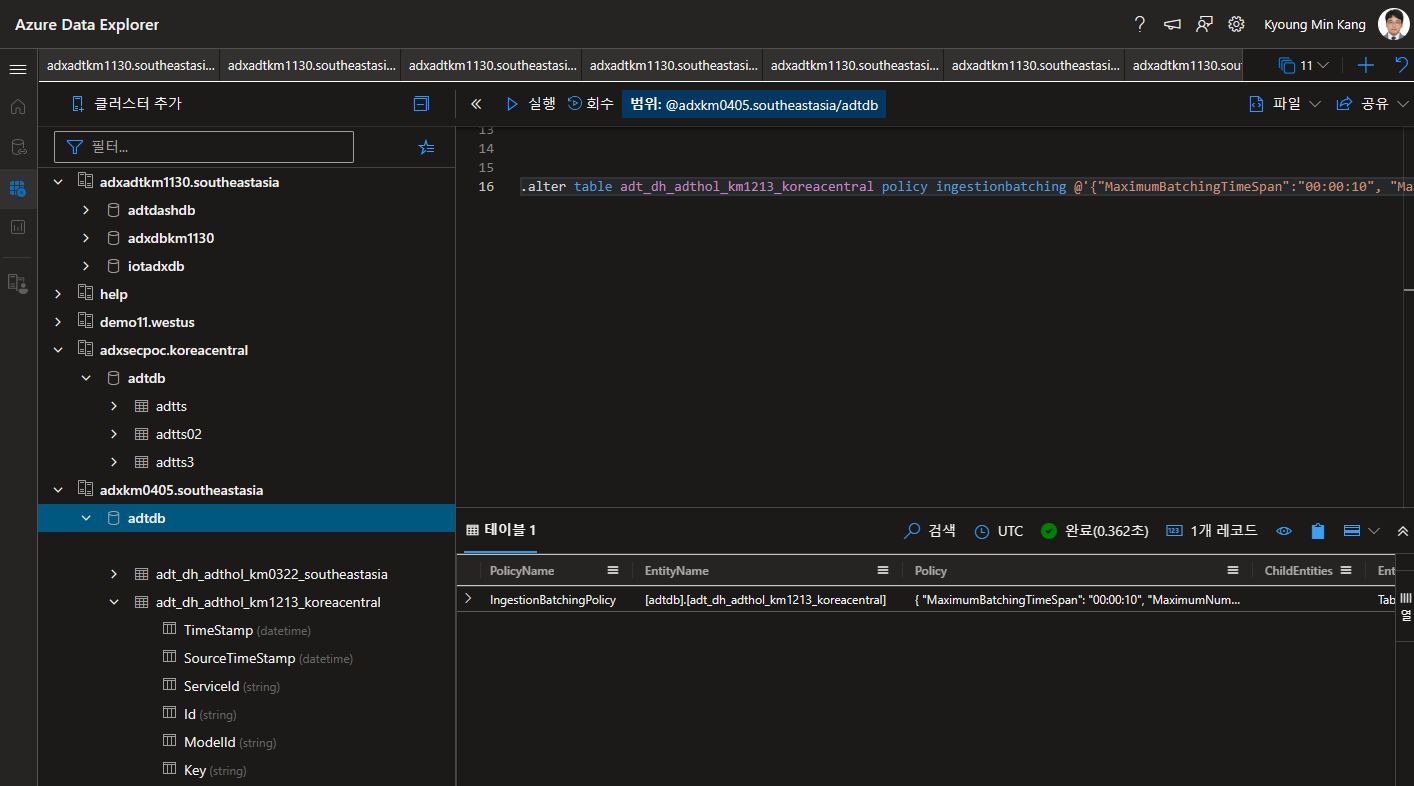 Azure Data Explorer
Kyoung Min Kang
adxadtkm1130.southeastasi... adxadtkm1130.southeastasi... adxadtkm1130.southeastasi... adxadtkm1130.southeastasi... adxadtkm1130.southeastasi... adxadtkm1130.southeastasi... adxadtkm1130.sou
11
클러스터 추가
실행 회수 범위: @adxkm0405.southeastasia/adtdb
파일 공유
필터...
adxadtkm1130.southeastasia
adtdashdb
adxdbkm1130
iotadxdb
help
demo11.westus
adxsecpoc.koreacentral
adtdb
adtts
adtts02
adtts3
adxkm0405.southeastasia
adtdb
adt_dh_adthol_km0322_southeastasia
adt_dh_adthol_km1213_koreacentral
TimeStamp (datetime)
SourceTimeStamp (datetime)
ServiceId (string)
Id (string)
ModelId (string)
Key (string)
13
14
15
16 .alter table adt_dh_adthol_km1213_koreacentral policy ingestionbatching @'{"MaximumBatchingTimeSpan":"00:00:10", "Ma
테이블 1
검색 UTC 완료(0.362초) 1개 레코드
PolicyName EntityName Policy ChildEntities Ent
IngestionBatchingPolicy [adtdb].[adt_dh_adthol_km1213_koreacentral] { "MaximumBatchingTimeSpan": "00:00:10", "MaximumNum... Tab
열